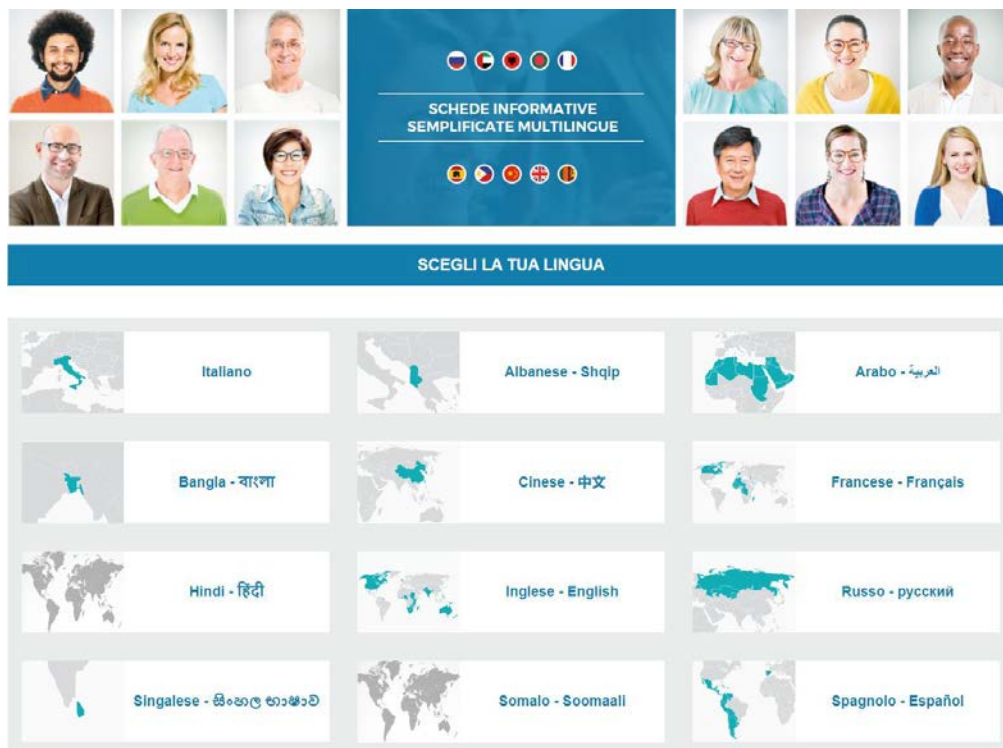 SCHEDE INFORMATIVE
SEMPLIFICATE MULTILINGUE
SCEGLI LA TUA LINGUA
Italiano
Albanese - Shqip
Arabo - العربية
Bangla - বাংলা
Cinese - 中文
Francese - Français
Hindi - हिंदी
Inglese - English
Russo - русский
Singalese - සිංහල භාෂාව
Somalo - Soomaali
Spagnolo - Español